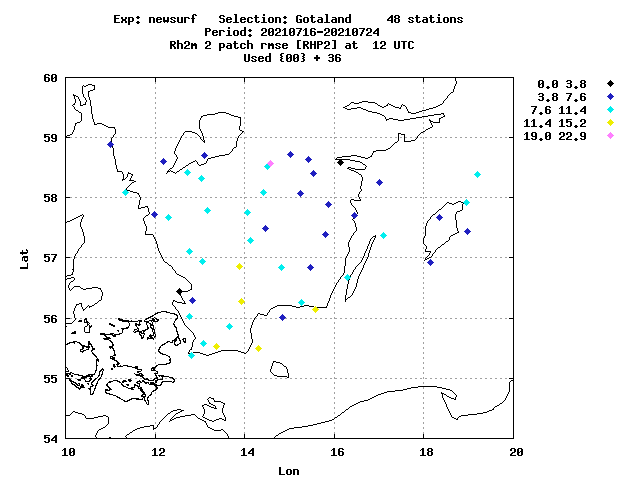 Exp: newsurf   Selection: Gotaland     48 stations
Period: 20210716-20210724
Rh2m 2 patch rmse [RHP2] at  12 UTC
Used {00} + 36
0.0 3.8
3.8 7.6
7.6 11.4
11.4 15.2
19.0 22.9
60
59
58
57
56
55
54
Lat
10 12 14 16 18 20
Lon